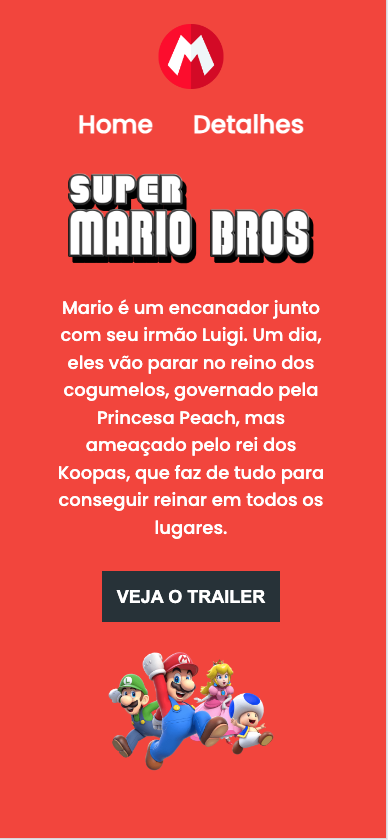 M
Home Detalhes
SUPER
MARIO BROS
Mario é um encanador junto
com seu irmão Luigi. Um dia,
eles vão parar no reino dos
cogumelos, governado pela
Princesa Peach, mas
ameaçado pelo rei dos
Koopas, que faz de tudo para
conseguir reinar em todos os
lugares.
VEJA O TRAILER
L
M